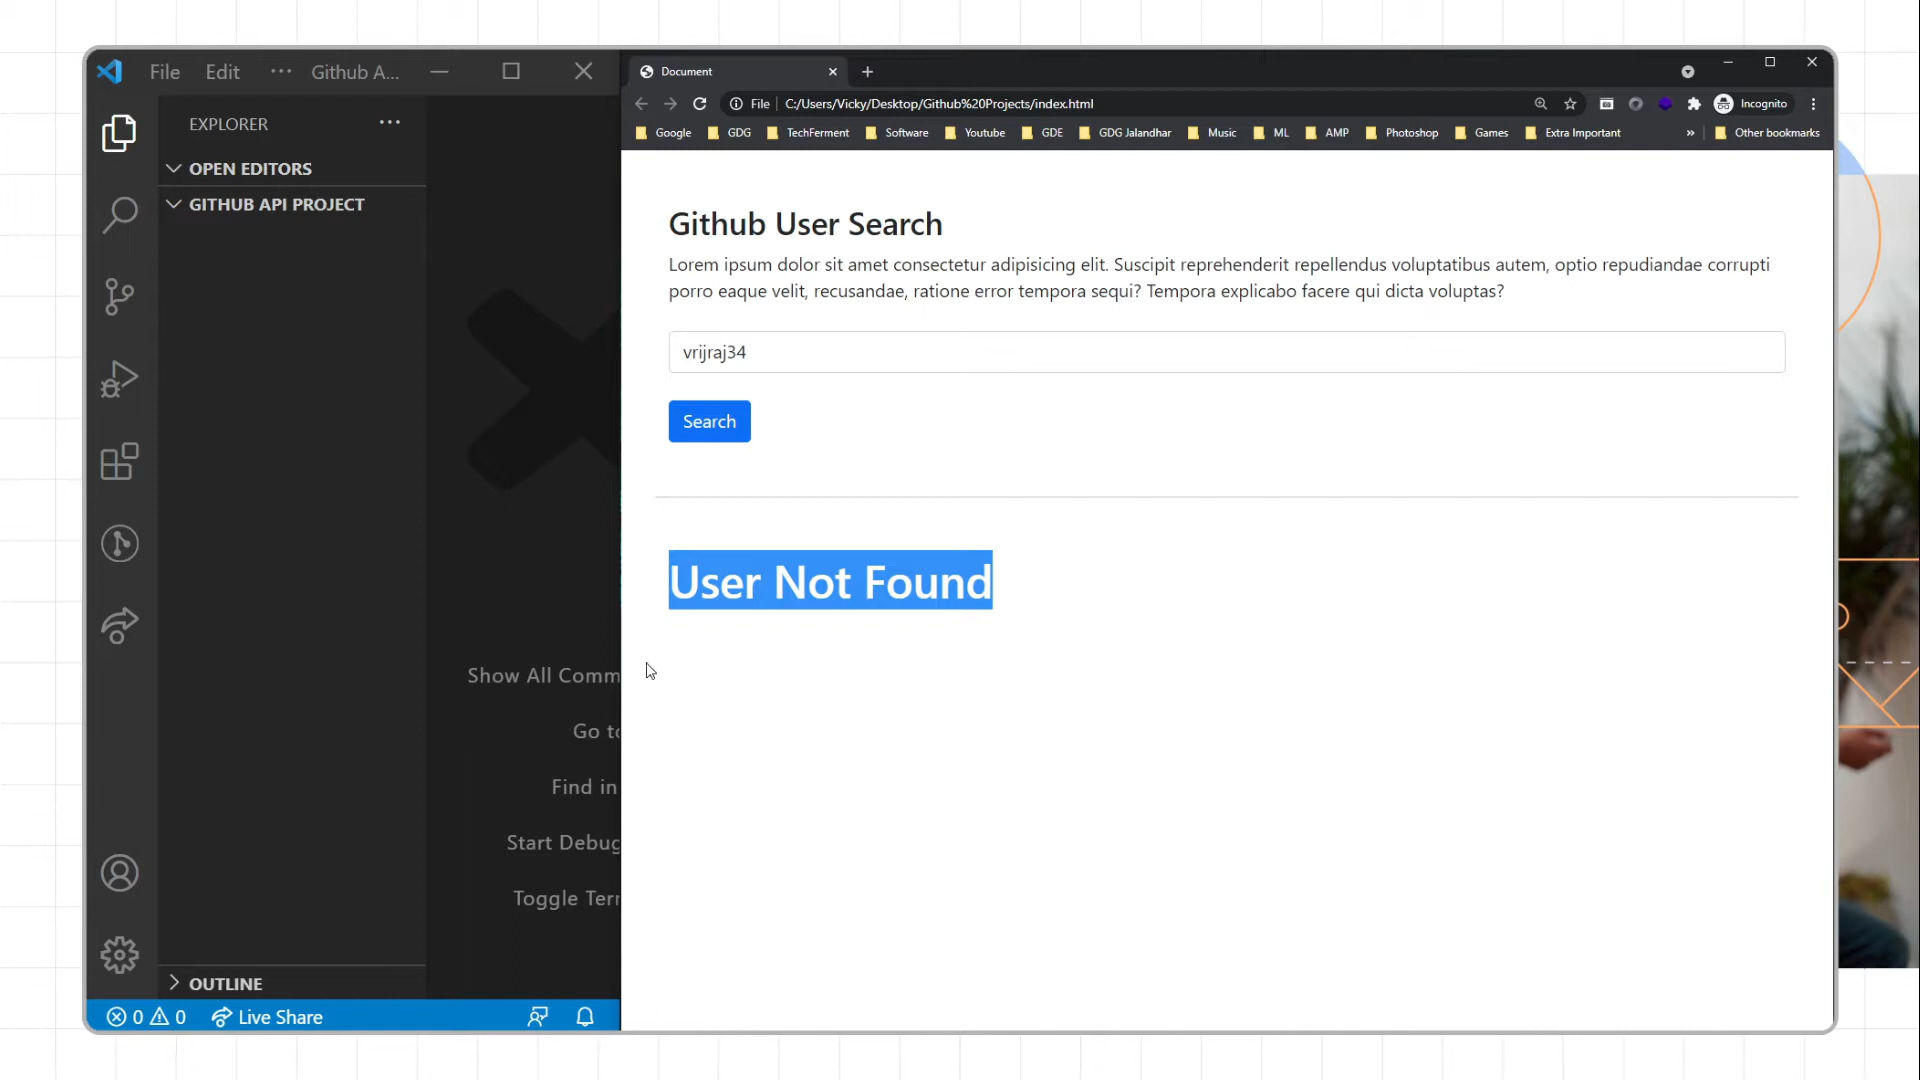 File Edit ··· Github A...
EXPLORER ···
OPEN EDITORS
GITHUB API PROJECT
Show All Comm
Go to
Find in
Start Debug
Toggle Ter
OUTLINE
0 0 Live Share
Document
File C:/Users/Vicky/Desktop/Github%20Projects/index.html Incognito
Google GDG TechFerment Software Youtube GDE GDG Jalandhar Music ML AMP Photoshop Games Extra Important » Other bookmarks
Github User Search
Lorem ipsum dolor sit amet consectetur adipisicing elit. Suscipit reprehenderit repellendus voluptatibus autem, optio repudiandae corrupti
porro eaque velit, recusandae, ratione error tempora sequi? Tempora explicabo facere qui dicta voluptas?
vrijraj34
Search
User Not Found